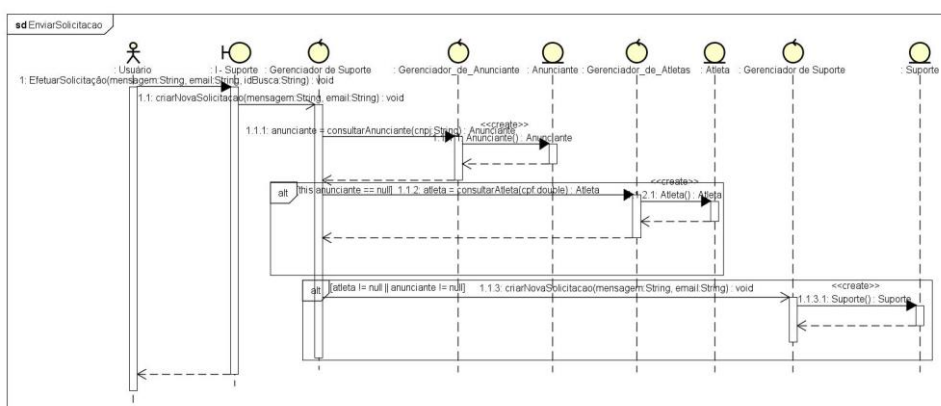 sd EnviarSolicitacao
: Usuário
: I - Suporte
: Gerenciador de Suporte
: Gerenciador_de_Anunciante
: Anunciante
: Gerenciador_de_Atletas
: Atleta
: Gerenciador de Suporte
: Suporte
1: EfetuarSolicitação(mensagem:String, email:String, idBusca:String) : void
1.1: criarNovaSolicitacao(mensagem:String, email:String) : void
<<create>>
1.1.1: anunciante = consultarAnunciante(cnpj:String) : Anunciante
Anunciante() : Anunciante
<<create>>
alt
[this.anunciante == null]
1.1.2: atleta = consultarAtleta(cpf:double) : Atleta
.2.1: Atleta() : Atleta
alt
[atleta != null || anunciante != null]
1.1.3: criarNovaSolicitacao(mensagem:String, email:String) : void
<<create>>
1.1.3.1: Suporte() : Suporte